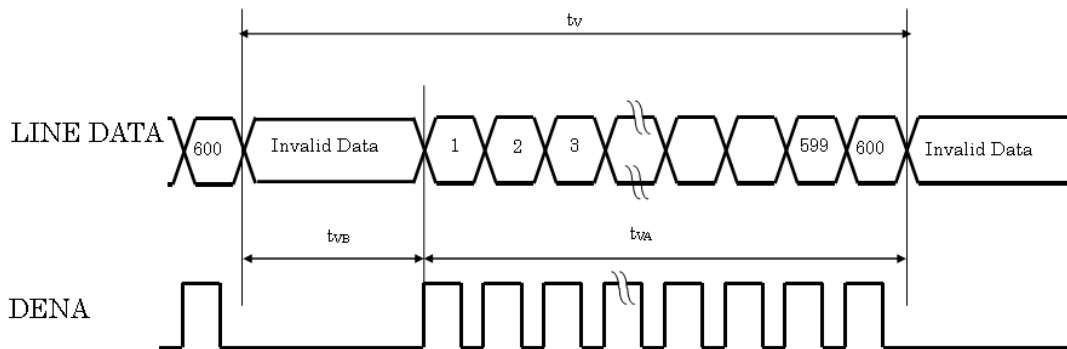 tV
LINE DATA 600 Invalid Data 1 2 3 599 600 Invalid Data
tVB tVA
DENA